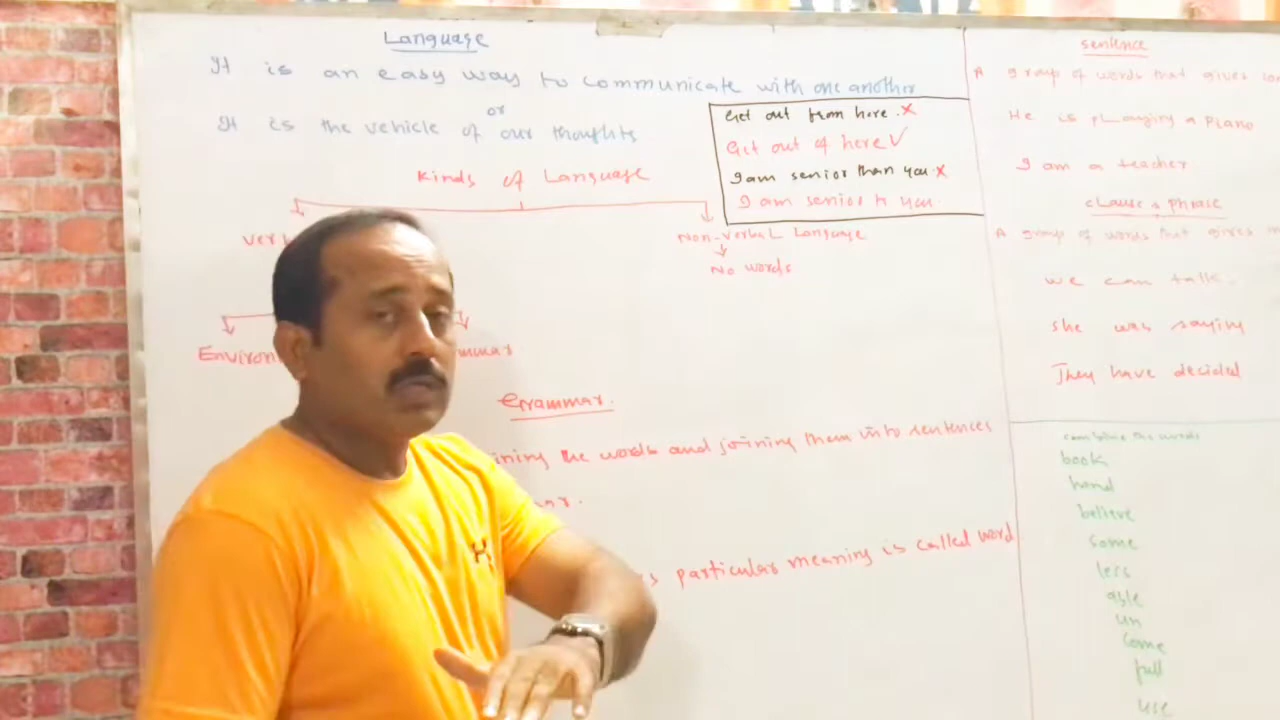 Language
It is an easy way to communicate with one another
or
It is the vehicle of our thoughts
Kinds of Language
Non-verbal Language
No words
Get out from here. x
Get out of here ✓
I am senior than you. x
I am senior to you.
Grammar.
the words and joining them into sentences
particular meaning is called word
H
sentence
A group of words that gives
He is playing a piano
I am a teacher
clause & phrase
A group of words that gives
we can talk.
she was saying
They have decided
combine the words
book
hand
believe
some
less
able
un
come
full
use